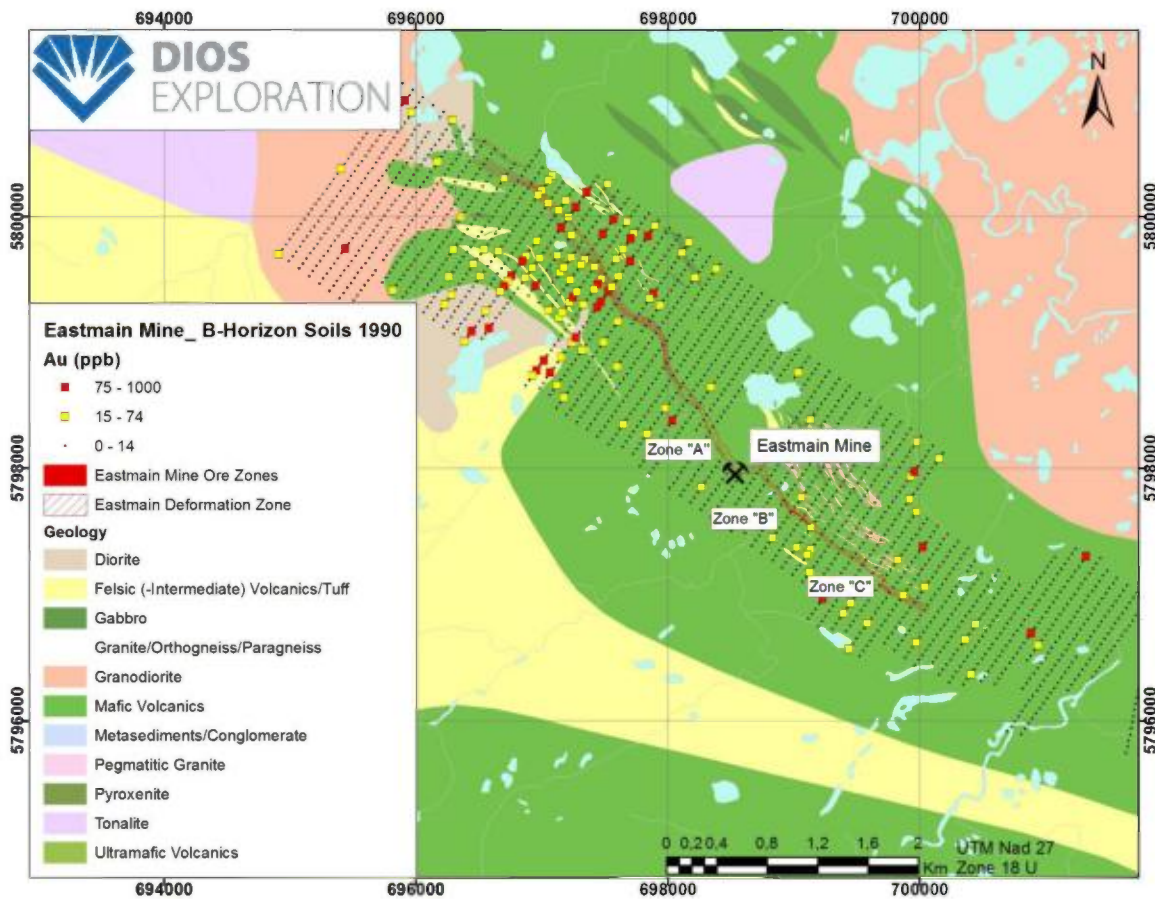 694000 696000 698000 700000
DIOS
EXPLORATION
N
5800000 5800000
5798000 5798000
5796000 5796000
Eastmain Mine_ B-Horizon Soils 1990
Au (ppb)
75 - 1000
15 - 74
0 - 14
Eastmain Mine Ore Zones
Eastmain Deformation Zone
Geology
Diorite
Felsic (-Intermediate) Volcanics/Tuff
Gabbro
Granite/Orthogneiss/Paragneiss
Granodiorite
Mafic Volcanics
Metasediments/Conglomerate
Pegmatitic Granite
Pyroxenite
Tonalite
Ultramafic Volcanics
Zone "A"
Eastmain Mine
Zone "B"
Zone "C"
0 0,20,4 0,8 1,2 1,6 2
Km
UTM Nad 27
Zone 18 U
694000 696000 698000 700000